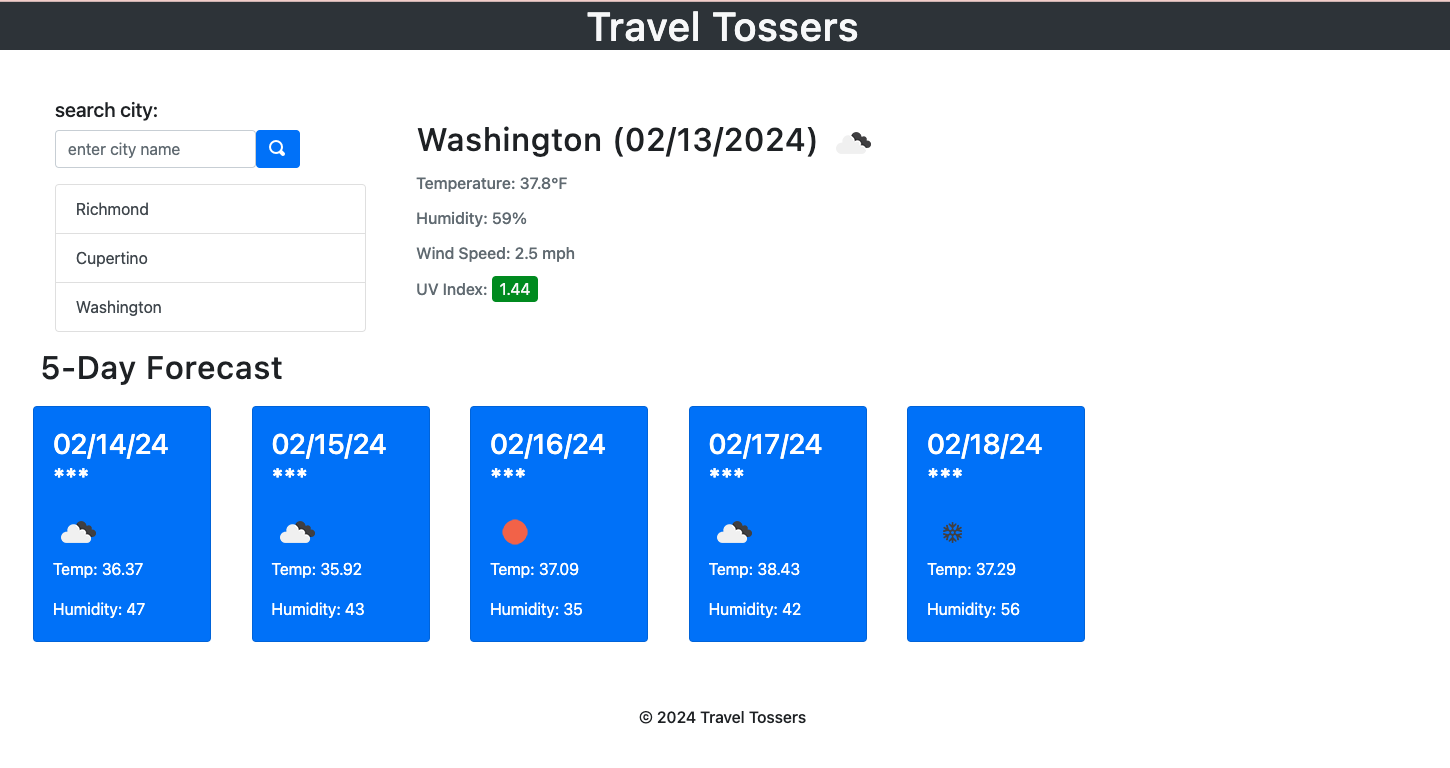 Travel Tossers
search city:
enter city name
Richmond
Cupertino
Washington
Washington (02/13/2024)
Temperature: 37.8°F
Humidity: 59%
Wind Speed: 2.5 mph
UV Index: 1.44
5-Day Forecast
02/14/24
***
Temp: 36.37
Humidity: 47
02/15/24
***
Temp: 35.92
Humidity: 43
02/16/24
***
Temp: 37.09
Humidity: 35
02/17/24
***
Temp: 38.43
Humidity: 42
02/18/24
***
Temp: 37.29
Humidity: 56
© 2024 Travel Tossers